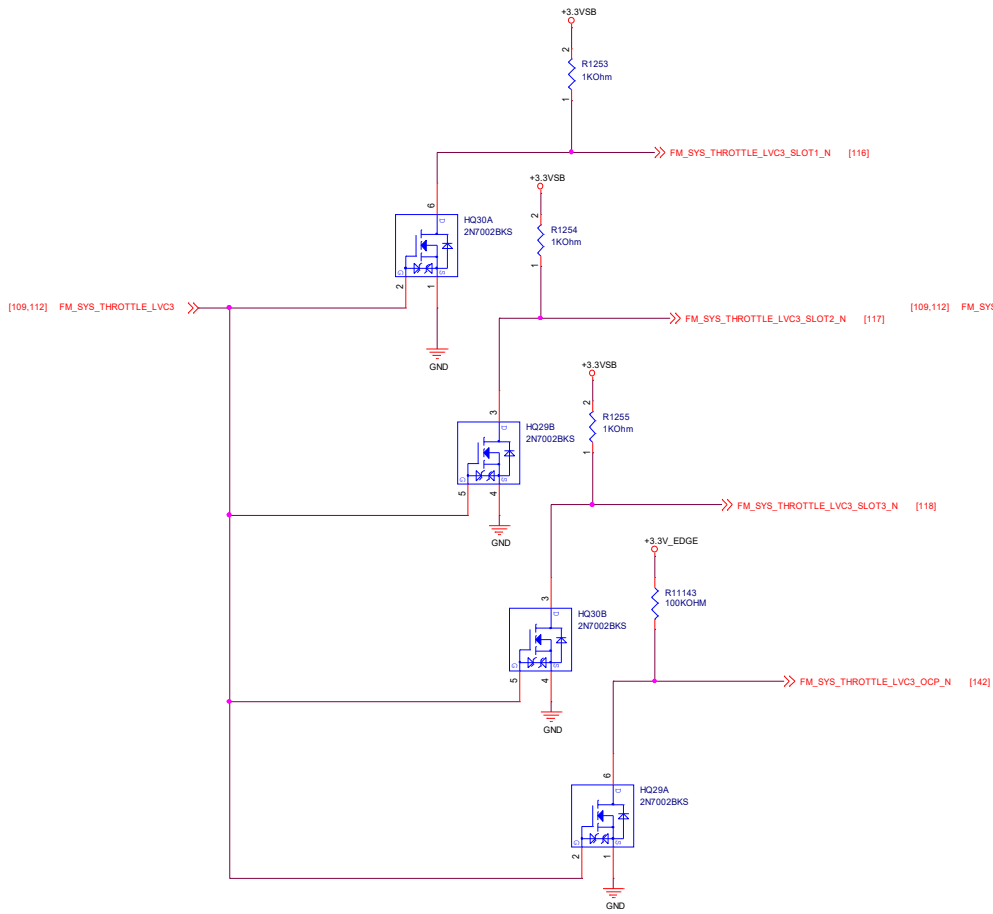 +3.3VSB
2
R1253
1KOhm
1
FM_SYS_THROTTLE_LVC3_SLOT1_N [116]
+3.3VSB
6
HQ30A
2N7002BKS
D
G
S
2
1
GND
2
R1254
1KOhm
1
[109,112] FM_SYS_THROTTLE_LVC3
FM_SYS_THROTTLE_LVC3_SLOT2_N [117]
[109,112] FM_SYS
+3.3VSB
3
HQ29B
2N7002BKS
D
G
S
5
4
GND
2
R1255
1KOhm
1
FM_SYS_THROTTLE_LVC3_SLOT3_N [118]
+3.3V_EDGE
3
HQ30B
2N7002BKS
D
G
S
5
4
GND
R11143
100KOHM
FM_SYS_THROTTLE_LVC3_OCP_N [142]
6
HQ29A
2N7002BKS
D
G
S
2
1
GND